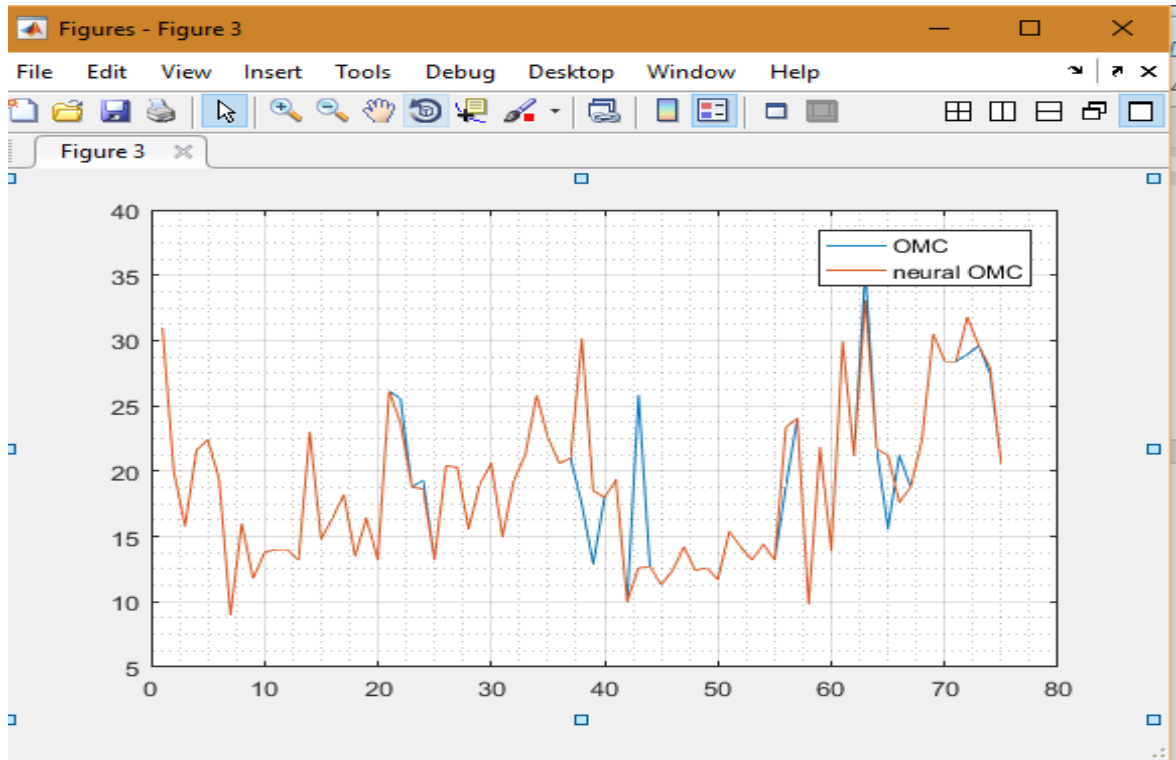 Figures - Figure 3
File Edit View Insert Tools Debug Desktop Window Help
Figure 3
40
35
30
25
20
15
10
5
0 10 20 30 40 50 60 70 80
OMC
neural OMC